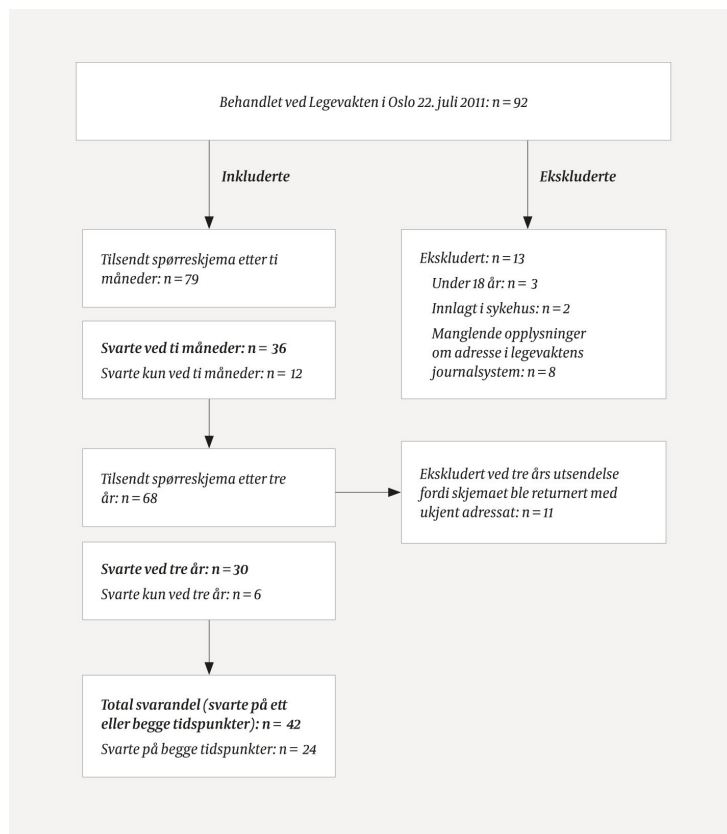 Behandlet ved Legevakten i Oslo 22. juli 2011: n = 92
Inkluderte
Ekskluderte
Tilsendt spørreskjema etter ti
måneder: n = 79
Svarte ved ti måneder: n = 36
Svarte kun ved ti måneder: n = 12
Ekskludert: n = 13
Under 18 år: n = 3
Innlagt i sykehus: n = 2
Manglende opplysninger
om adresse i legevaktens
journalsystem: n = 8
Tilsendt spørreskjema etter tre
år: n = 68
Ekskludert ved tre års utsendelse
fordi skjemaet ble returnert med
ukjent adressat: n = 11
Svarte ved tre år: n = 30
Svarte kun ved tre år: n = 6
Total svarandel (svarte på ett
eller begge tidspunkter): n = 42
Svarte på begge tidspunkter: n = 24